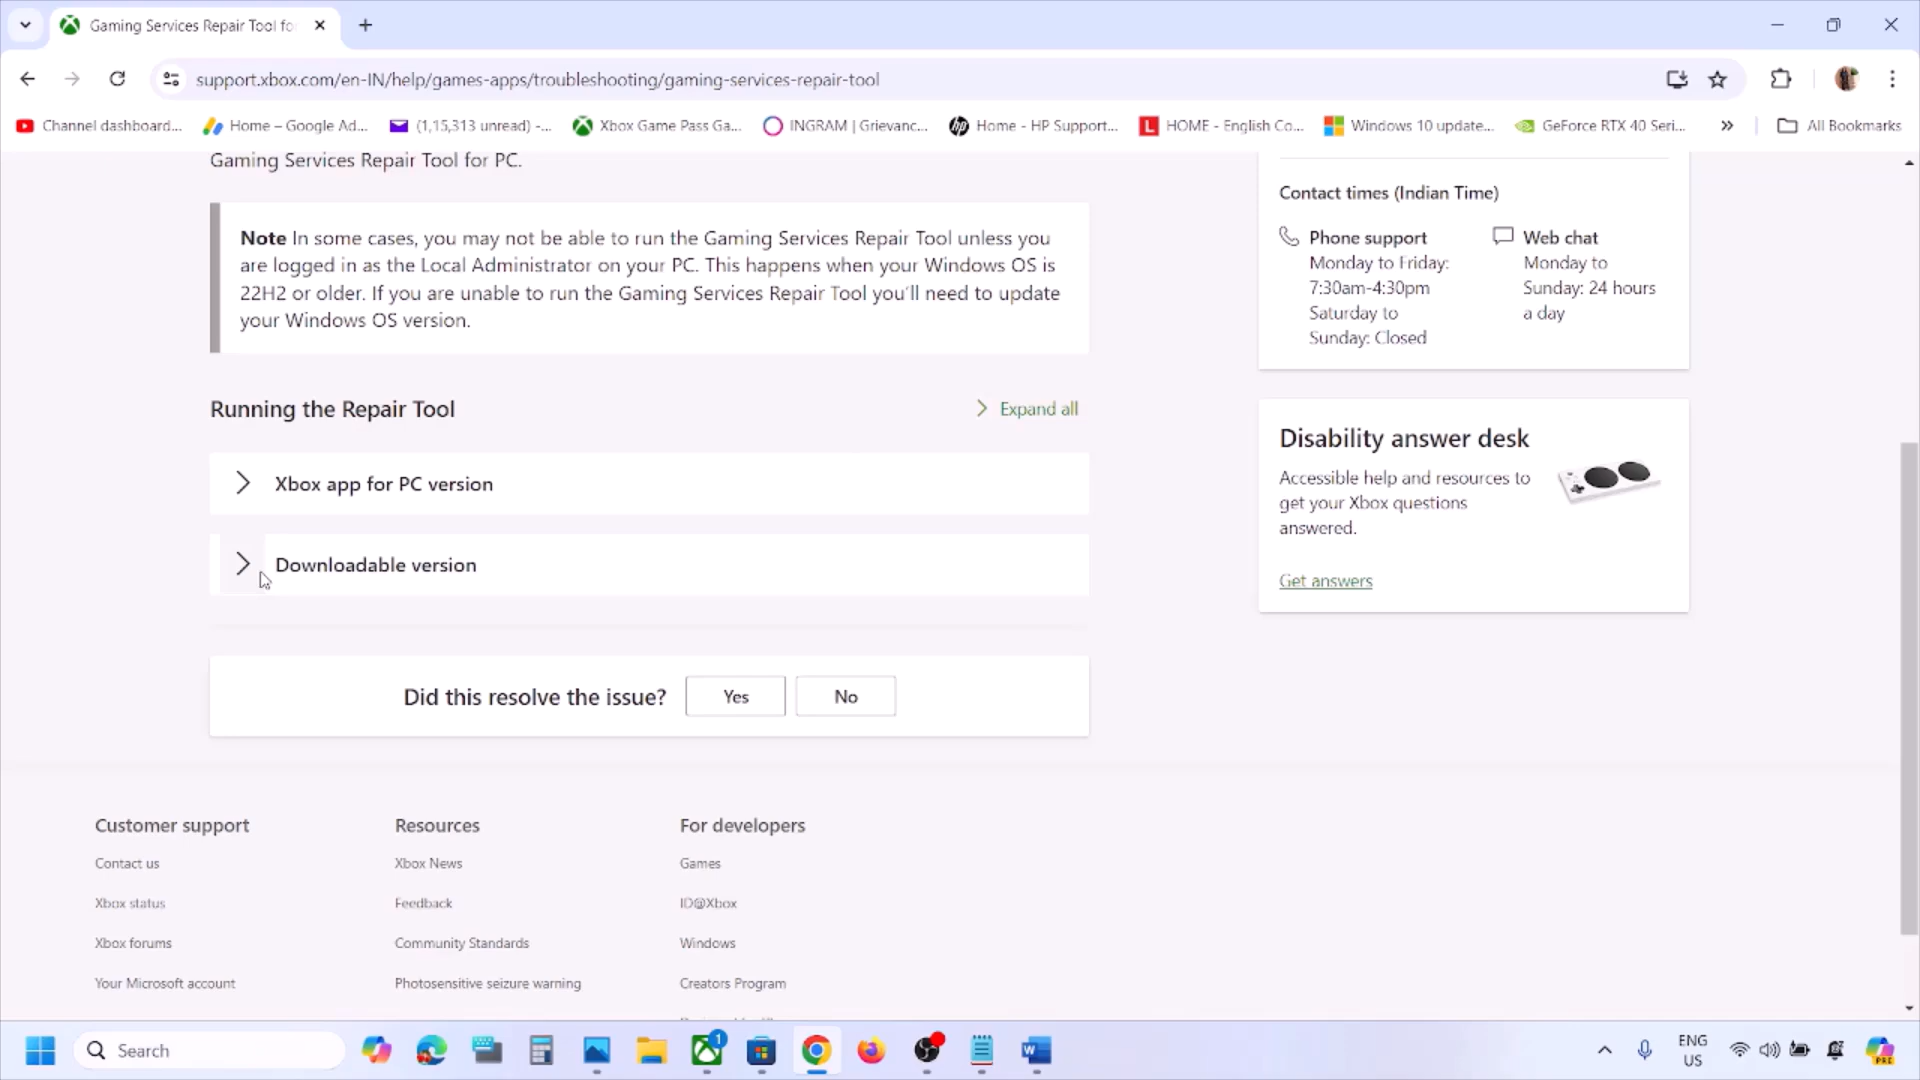 Gaming Services Repair Tool fo
support.xbox.com/en-IN/help/games-apps/troubleshooting/gaming-services-repair-tool
Channel dashboard...
Home – Google Ad...
(1,15,313 unread) -...
Xbox Game Pass Ga...
INGRAM | Grievanc...
Home - HP Support...
HOME - English Co...
Windows 10 update...
GeForce RTX 40 Seri...
All Bookmarks
Gaming Services Repair Tool for PC.
Note In some cases, you may not be able to run the Gaming Services Repair Tool unless you
are logged in as the Local Administrator on your PC. This happens when your Windows OS is
22H2 or older. If you are unable to run the Gaming Services Repair Tool you'll need to update
your Windows OS version.
Running the Repair Tool
Expand all
Xbox app for PC version
Downloadable version
Did this resolve the issue?
Yes
No
Contact times (Indian Time)
Phone support
Monday to Friday:
7:30am-4:30pm
Saturday to
Sunday: Closed
Web chat
Monday to
Sunday: 24 hours
a day
Disability answer desk
Accessible help and resources to
get your Xbox questions
answered.
Get answers
Customer support
Contact us
Xbox status
Xbox forums
Your Microsoft account
Resources
Xbox News
Feedback
Community Standards
Photosensitive seizure warning
For developers
Games
ID@Xbox
Windows
Creators Program
Search
1
ENG
US
PRE